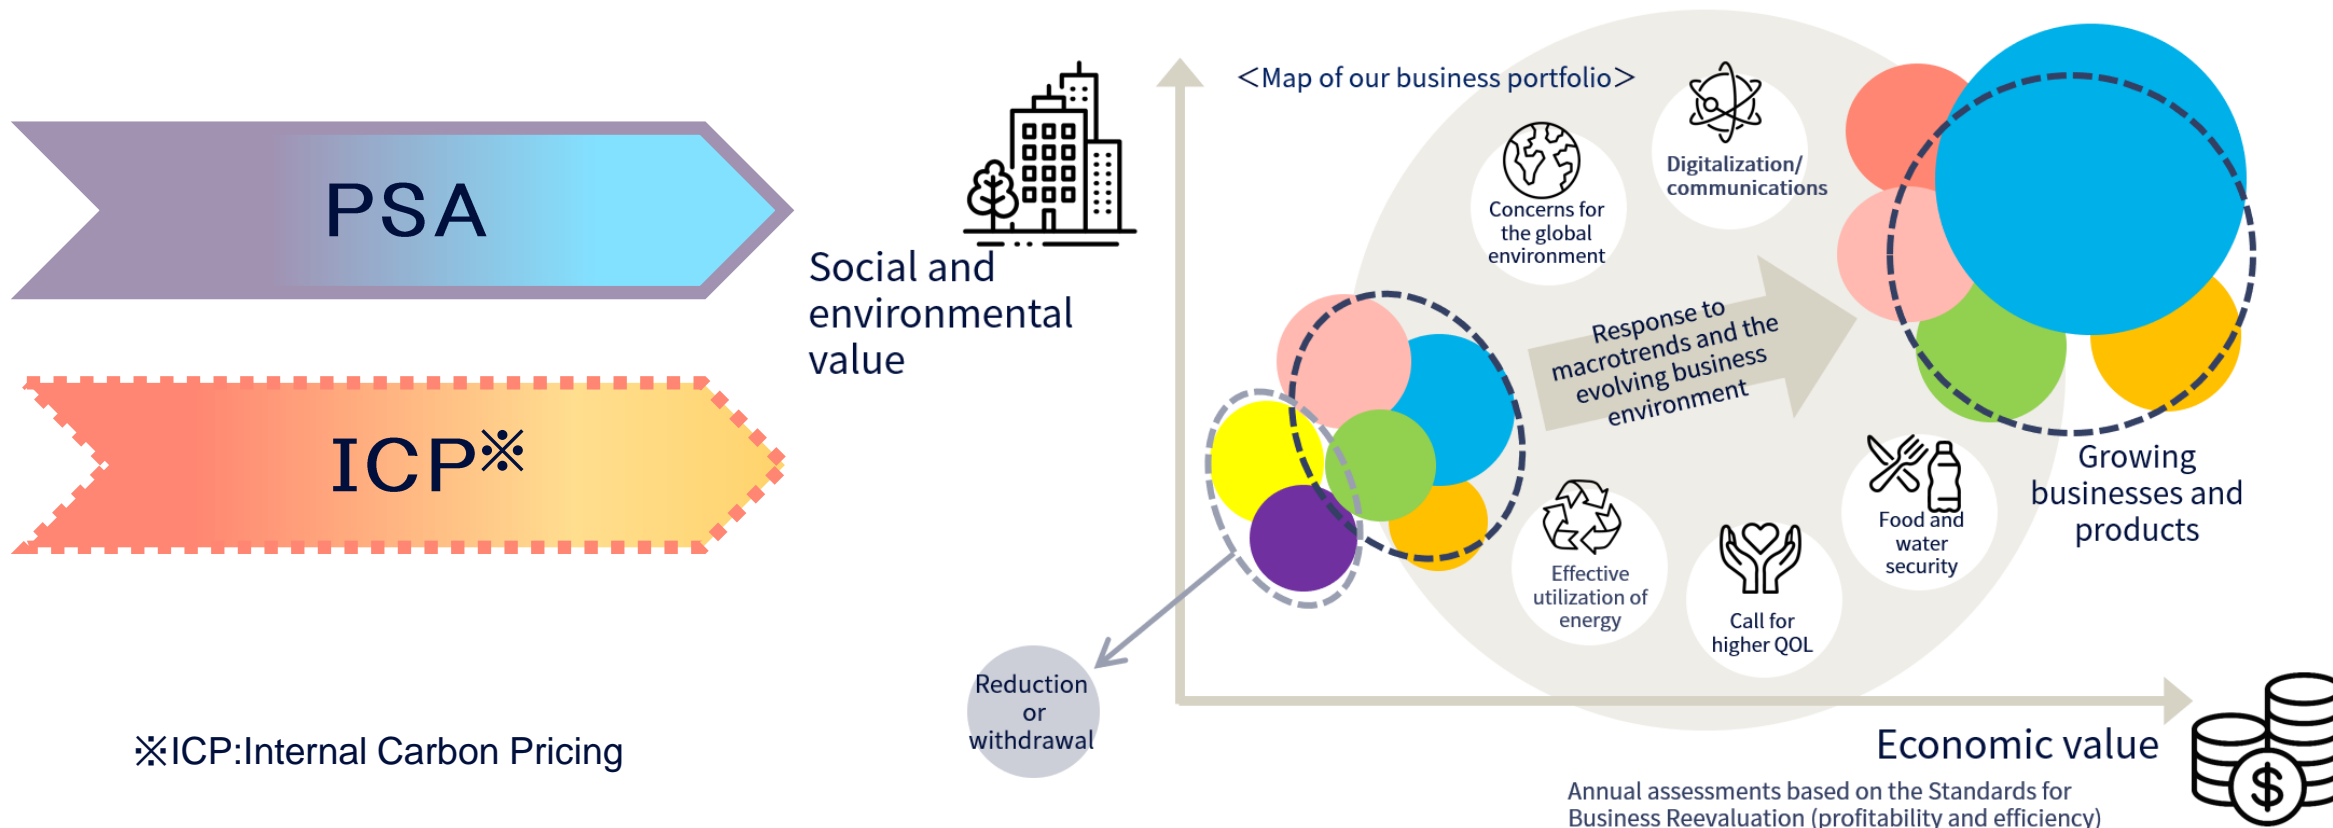 PSA
ICP※
※ICP:Internal Carbon Pricing
Social and
environmental
value
＜Map of our business portfolio＞
Digitalization/
communications
Concerns for
the global
environment
Response to
macrotrends and the
evolving business
environment
Growing
businesses and
products
Food and
water
security
Effective
utilization of
energy
Call for
higher QOL
Reduction
or
withdrawal
Economic value
Annual assessments based on the Standards for
Business Reevaluation (profitability and efficiency)